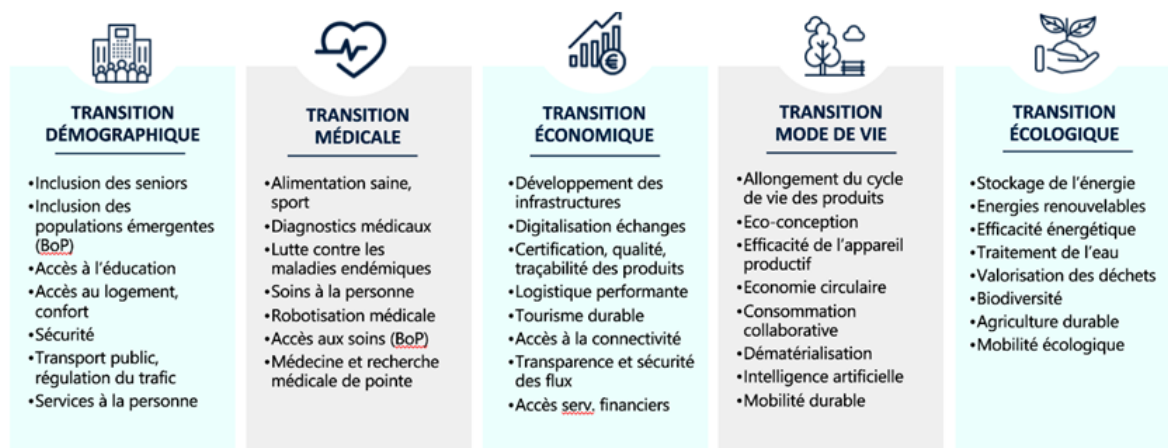 TRANSITION
DÉMOGRAPHIQUE
•Inclusion des seniors
•Inclusion des
populations émergentes
(BoP)
•Accès à l'éducation
•Accès au logement,
confort
•Sécurité
•Transport public,
régulation du trafic
•Services à la personne
TRANSITION
MÉDICALE
•Alimentation saine,
sport
•Diagnostics médicaux
•Lutte contre les
maladies endémiques
•Soins à la personne
•Robotisation médicale
•Accès aux soins (BoP)
•Médecine et recherche
médicale de pointe
TRANSITION
ÉCONOMIQUE
•Développement des
infrastructures
•Digitalisation échanges
•Certification, qualité,
traçabilité des produits
•Logistique performante
•Tourisme durable
•Accès à la connectivité
•Transparence et sécurité
des flux
•Accès serv. financiers
TRANSITION
MODE DE VIE
•Allongement du cycle
de vie des produits
•Eco-conception
•Efficacité de l'appareil
productif
•Economie circulaire
•Consommation
collaborative
•Dématérialisation
•Intelligence artificielle
•Mobilité durable
TRANSITION
ÉCOLOGIQUE
•Stockage de l'énergie
•Energies renouvelables
•Efficacité énergétique
•Traitement de l'eau
•Valorisation des déchets
•Biodiversité
•Agriculture durable
•Mobilité écologique